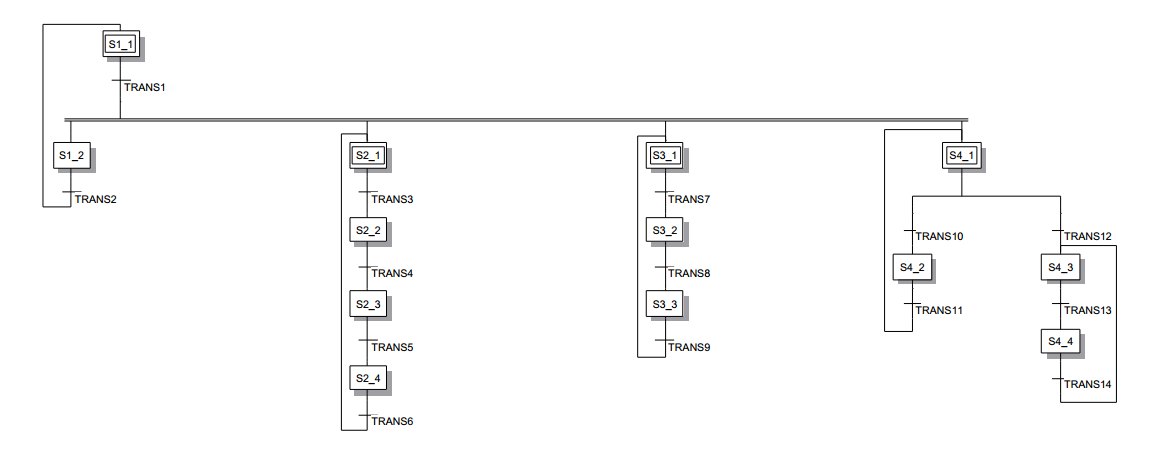 S1_1
TRANS1
S1_2
S2_1
S3_1
S4_1
TRANS2
TRANS3
TRANS7
S2_2
S3_2
TRANS10
TRANS12
S4_2
S4_3
TRANS4
TRANS8
S2_3
S3_3
TRANS11
TRANS13
S4_4
TRANS5
TRANS9
S2_4
TRANS14
TRANS6